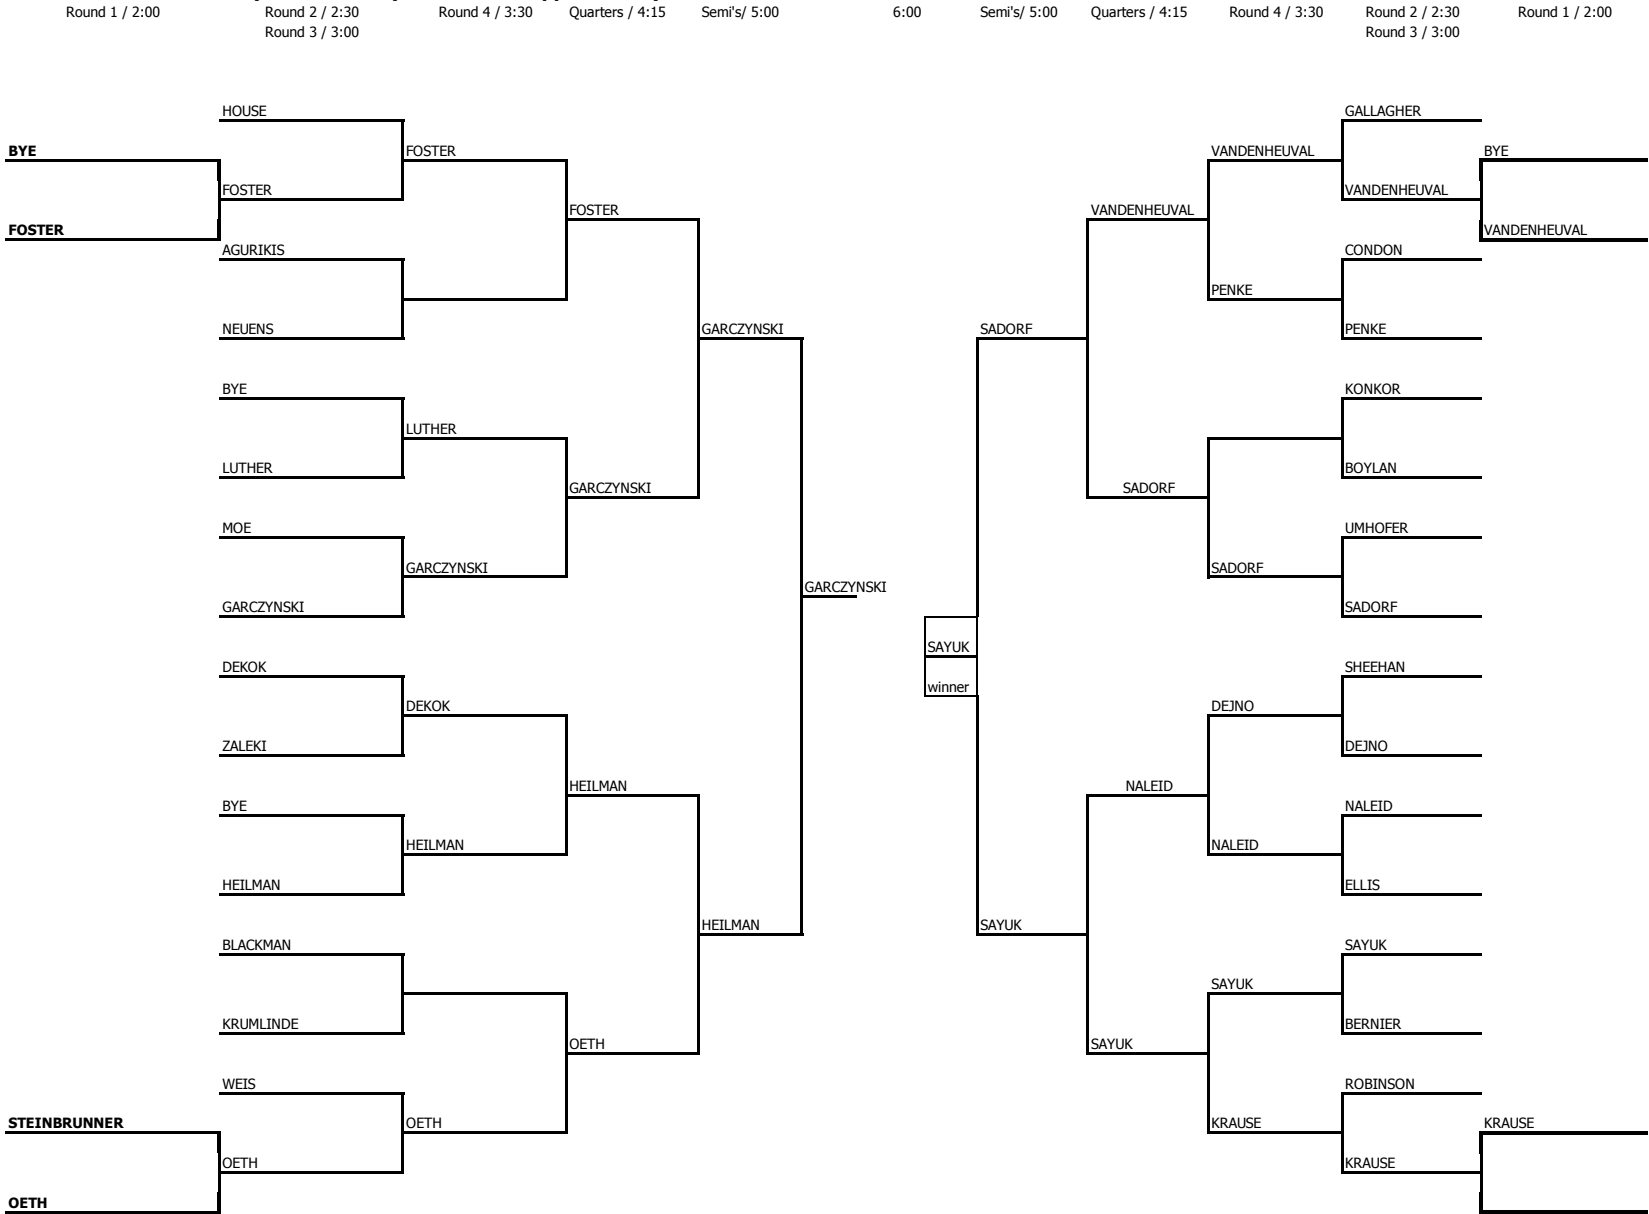 Round 1 / 2:00 Round 2 / 2:30 Round 4 / 3:30 Quarters / 4:15 Semi's/ 5:00 6:00 Semi's/ 5:00 Quarters / 4:15 Round 4 / 3:30 Round 2 / 2:30 Round 1 / 2:00
Round 3 / 3:00 Round 3 / 3:00
HOUSE GALLAGHER
BYE FOSTER VANDENHEUVAL BYE
FOSTER VANDENHEUVAL
FOSTER VANDENHEUVAL
FOSTER VANDENHEUVAL
AGURIKIS CONDON
PENKE
NEUENS GARCZYNSKI SADORF PENKE
BYE KONKOR
LUTHER
LUTHER BOYLAN
GARCZYNSKI SADORF
MOE UMHOFER
GARCZYNSKI SADORF
GARCZYNSKI
GARCZYNSKI SADORF
SAYUK
DEKOK SHEEHAN
winner
DEKOK DEJNO
ZALEKI DEJNO
HEILMAN NALEID
BYE NALEID
HEILMAN NALEID
HEILMAN ELLIS
HEILMAN SAYUK
BLACKMAN SAYUK
SAYUK
KRUMLINDE BERNIER
OETH SAYUK
WEIS ROBINSON
STEINBRUNNER OETH KRAUSE KRAUSE
OETH KRAUSE
OETH